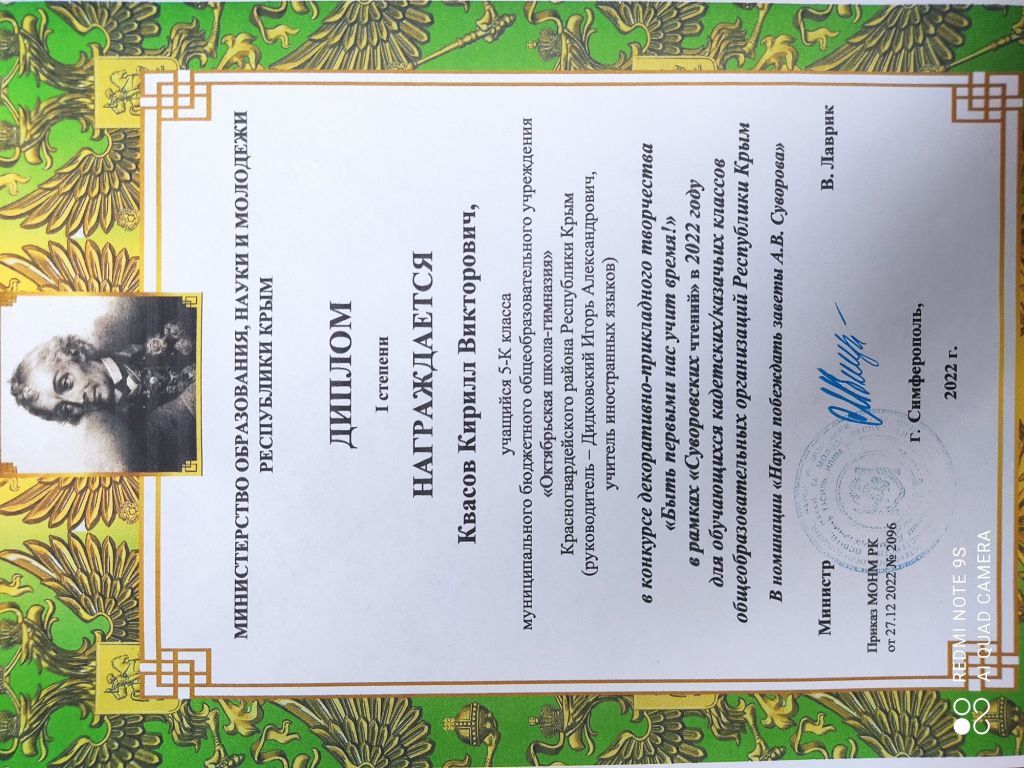 МИНИСТЕРСТВО ОБРАЗОВАНИЯ, НАУКИ И МОЛОДЕЖИ
РЕСПУБЛИКИ КРЫМ
ДИПЛОМ
I степени
НАГРАЖДАЕТСЯ
Квасов Кирилл Викторович,
учащийся 5-К класса
муниципального бюджетного общеобразовательного учреждения
«Октябрьская школа-гимназия»
Красногвардейского района Республики Крым
(руководитель – Дидковский Игорь Александрович,
учитель иностранных языков)
в конкурсе декоративно-прикладного творчества
«Быть первыми нас учит время!»
в рамках «Суворовских чтений» в 2022 году
для обучающихся кадетских/казачьих классов
общеобразовательных организаций Республики Крым
В номинации «Наука побеждать заветы А.В. Суворова»
Министр В. Лаврик
Приказ МОНМ РК
от 27.12 2022 № 2096
г. Симферополь,
2022 г.
REDMI NOTE 9S
AI QUAD CAMERA